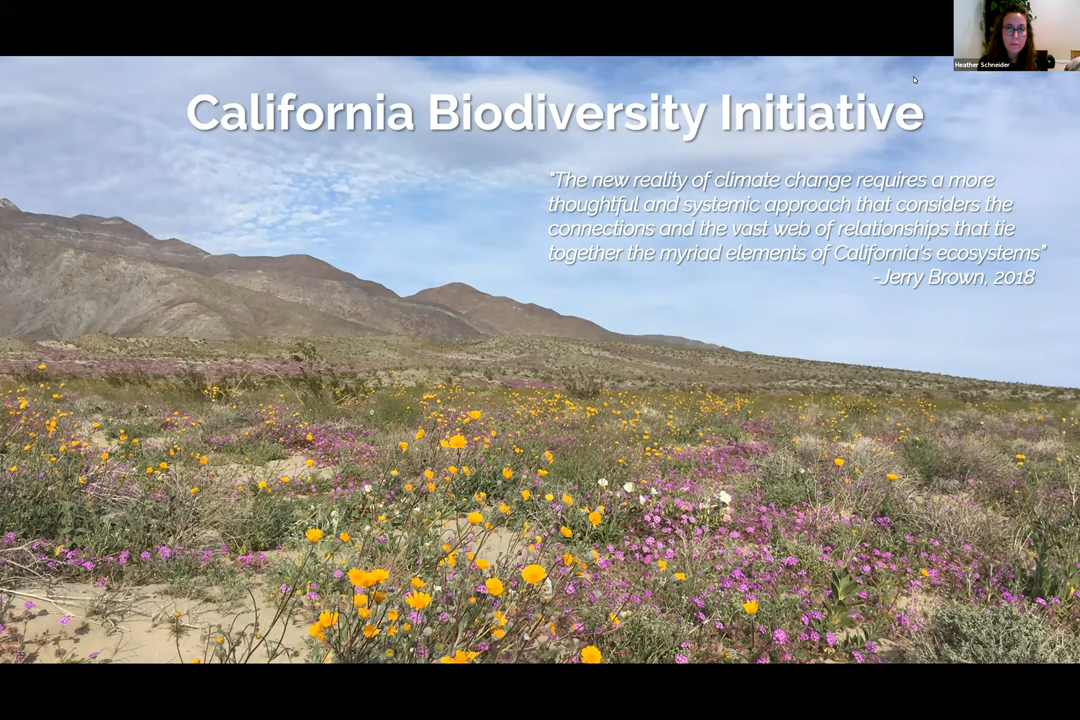 Heather Schneider
California Biodiversity Initiative
"The new reality of climate change requires a more
thoughtful and systemic approach that considers the
connections and the vast web of relationships that tie
together the myriad elements of California's ecosystems"
-Jerry Brown, 2018